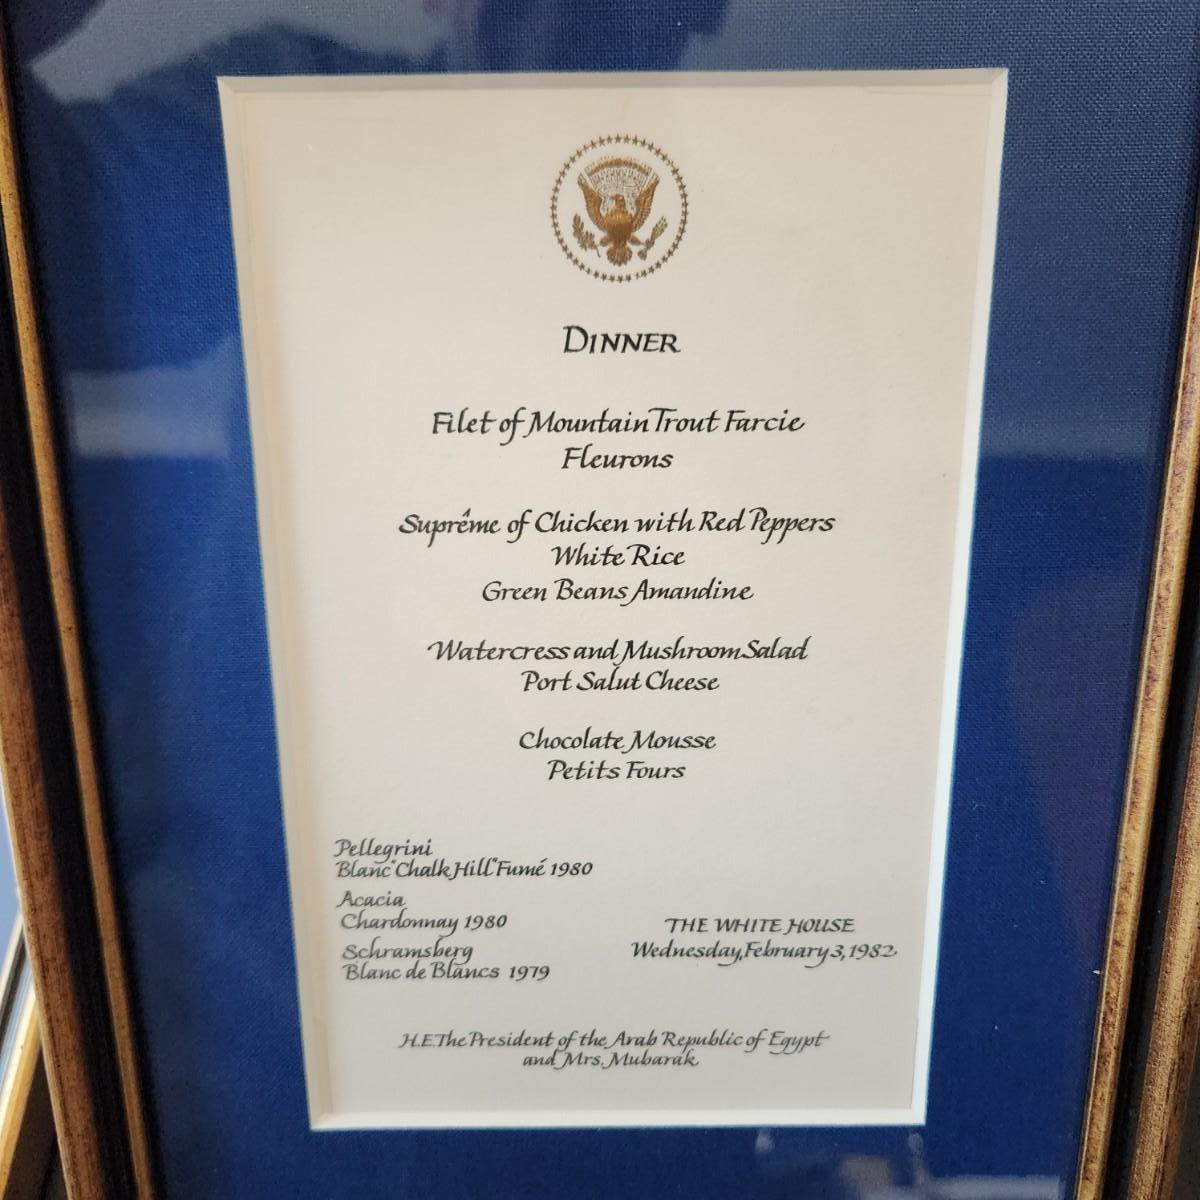 DINNER
Filet of Mountain Trout Farcie
Fleurons
Suprême of Chicken with Red Peppers
White Rice
Green Beans Amandine
Watercress and Mushroom Salad
Port Salut Cheese
Chocolate Mousse
Petits Fours
Pellegrini
Blanc "Chalk Hill" Fumé 1980
Acacia
Chardonnay 1980
Schramsberg
Blanc de Blancs 1979
THE WHITE HOUSE
Wednesday, February 3, 1982
H.E. The President of the Arab Republic of Egypt
and Mrs. Mubarak